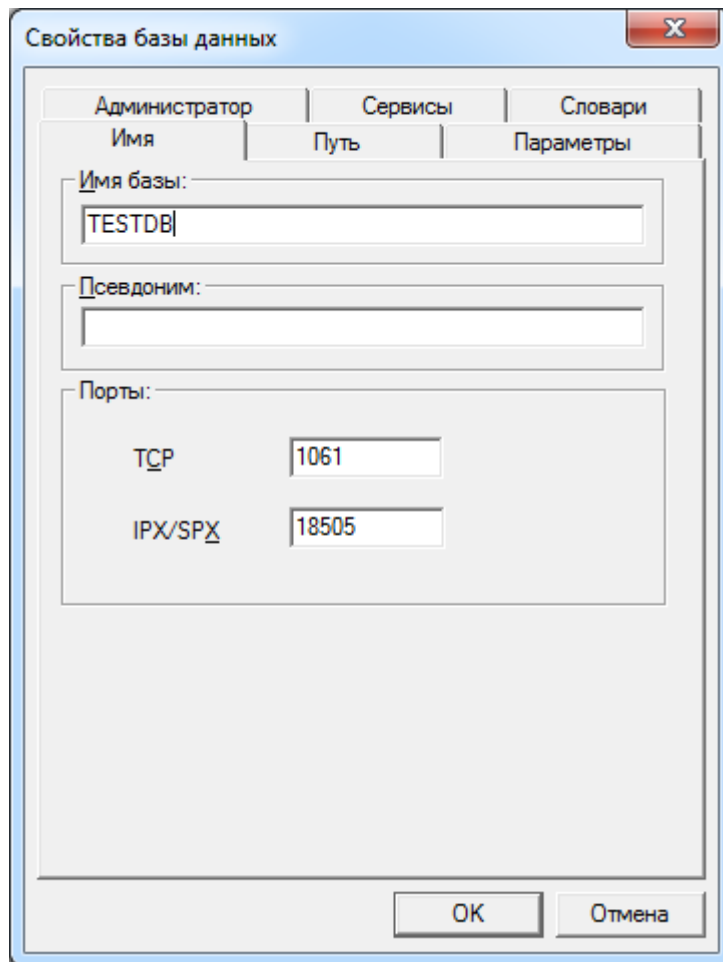 Свойства базы данных
Администратор Сервисы Словари
Имя Путь Параметры
Имя базы:
TESTDB
Псевдоним:
Порты:
TCP 1061
IPX/SPX 18505
OK Отмена